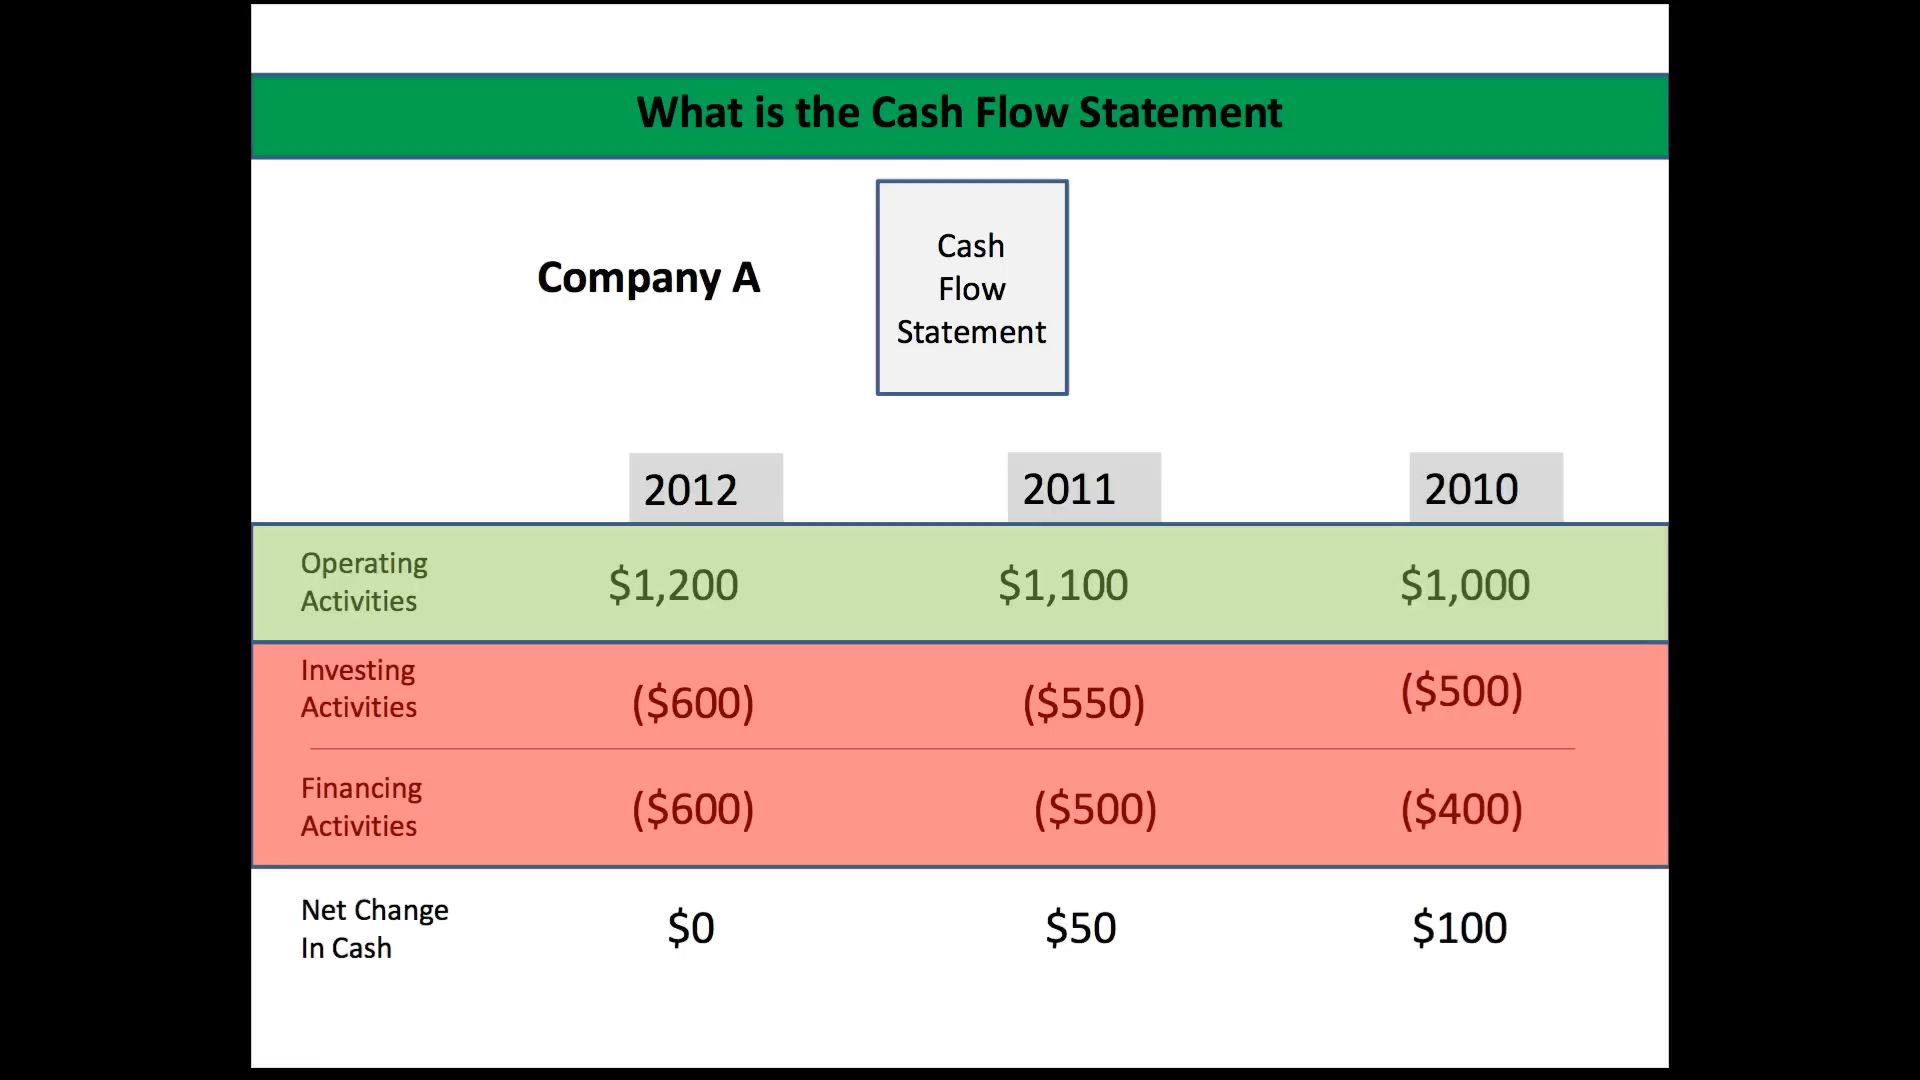 What is the Cash Flow Statement
Company A
Cash
Flow
Statement
2012 2011 2010
Operating
Activities
$1,200 $1,100 $1,000
Investing
Activities
($600) ($550) ($500)
Financing
Activities
($600) ($500) ($400)
Net Change
In Cash
$0 $50 $100